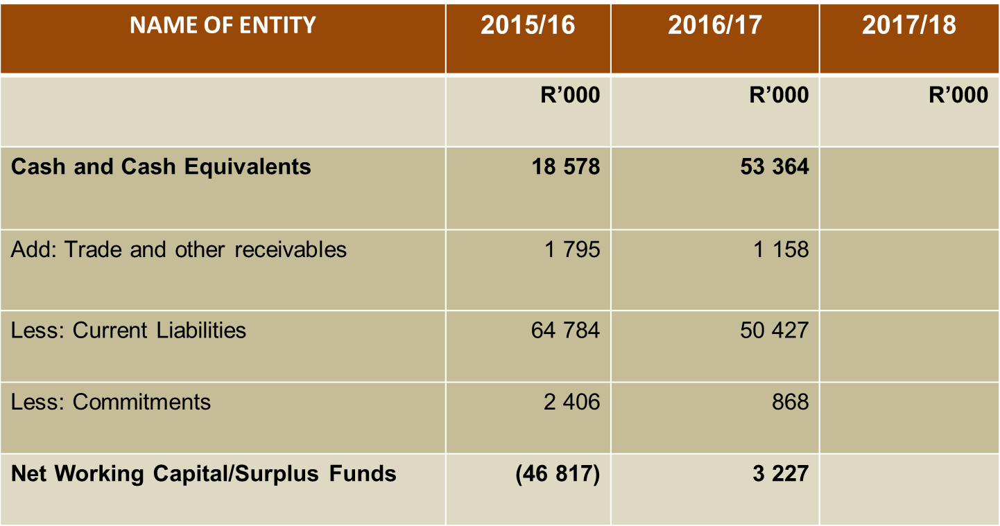 NAME OF ENTITY 2015/16 2016/17 2017/18
R’000 R’000 R’000
Cash and Cash Equivalents 18 578 53 364
Add: Trade and other receivables 1 795 1 158
Less: Current Liabilities 64 784 50 427
Less: Commitments 2 406 868
Net Working Capital/Surplus Funds (46 817) 3 227